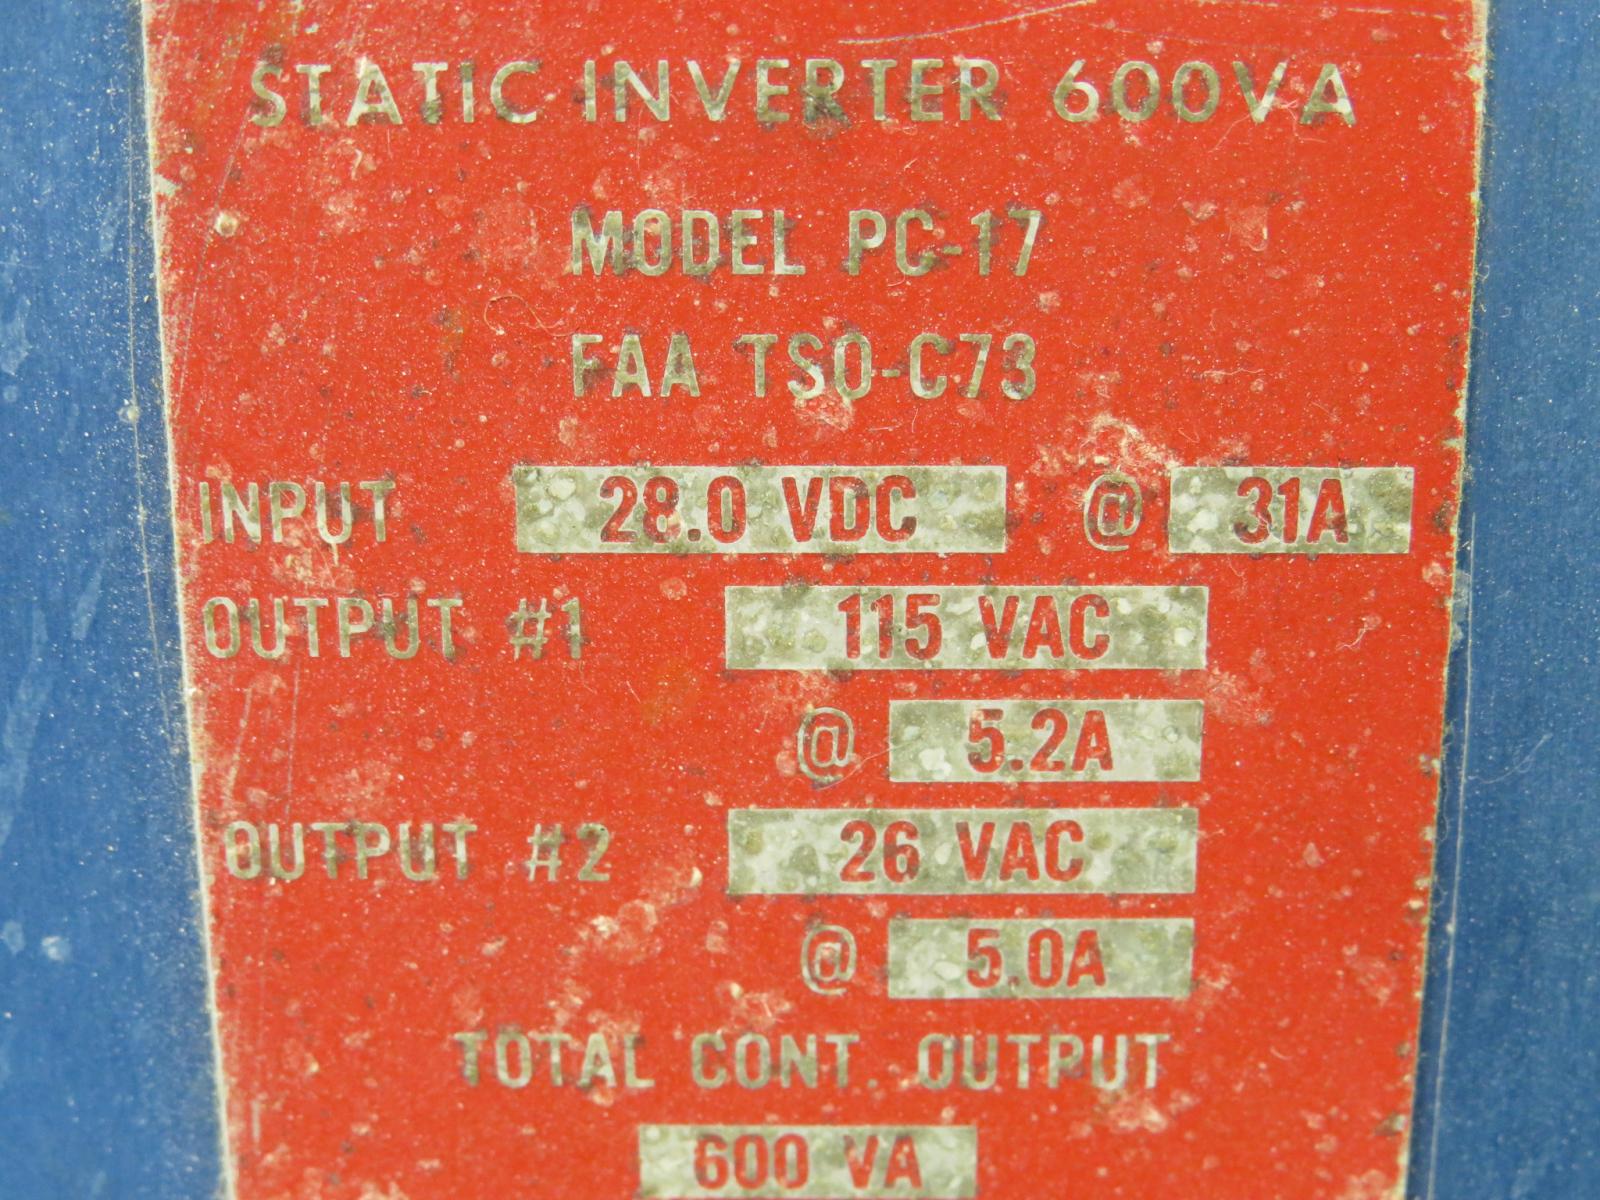 STATIC INVERTER 600VA
MODEL PC-17
FAA TSO-C73
INPUT 28.0 VDC @ 31A
OUTPUT #1 115 VAC
@ 5.2A
OUTPUT #2 26 VAC
@ 5.0A
TOTAL CONT. OUTPUT
600 VA